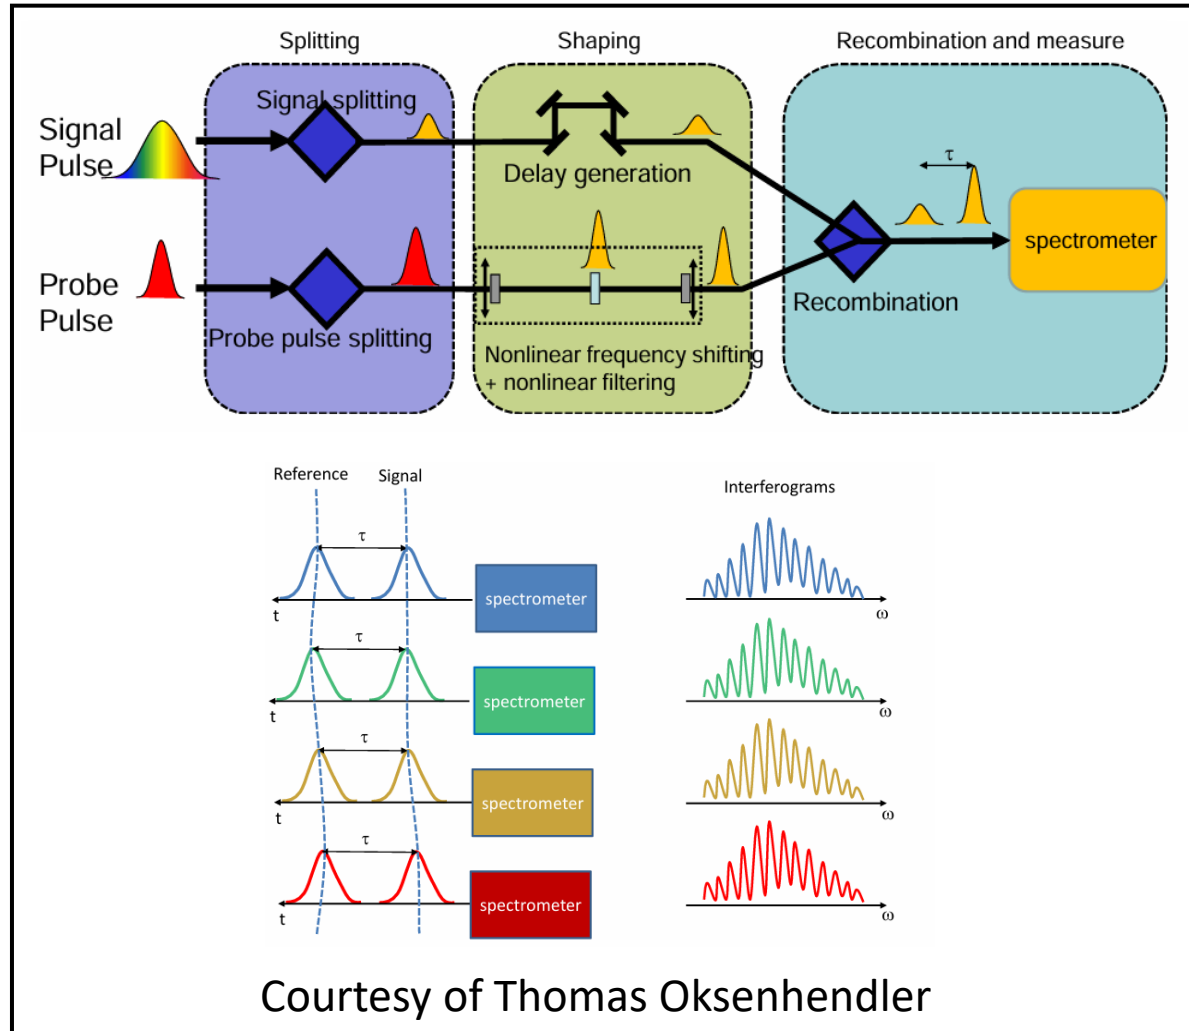 Splitting
Shaping
Recombination and measure
Signal splitting
Signal
Pulse
Delay generation
τ
spectrometer
Probe
Pulse
Probe pulse splitting
Nonlinear frequency shifting
+ nonlinear filtering
Recombination
Reference
Signal
Interferograms
τ
spectrometer
t
ω
τ
spectrometer
t
ω
τ
spectrometer
t
ω
τ
spectrometer
t
ω
Courtesy of Thomas Oksenhendler